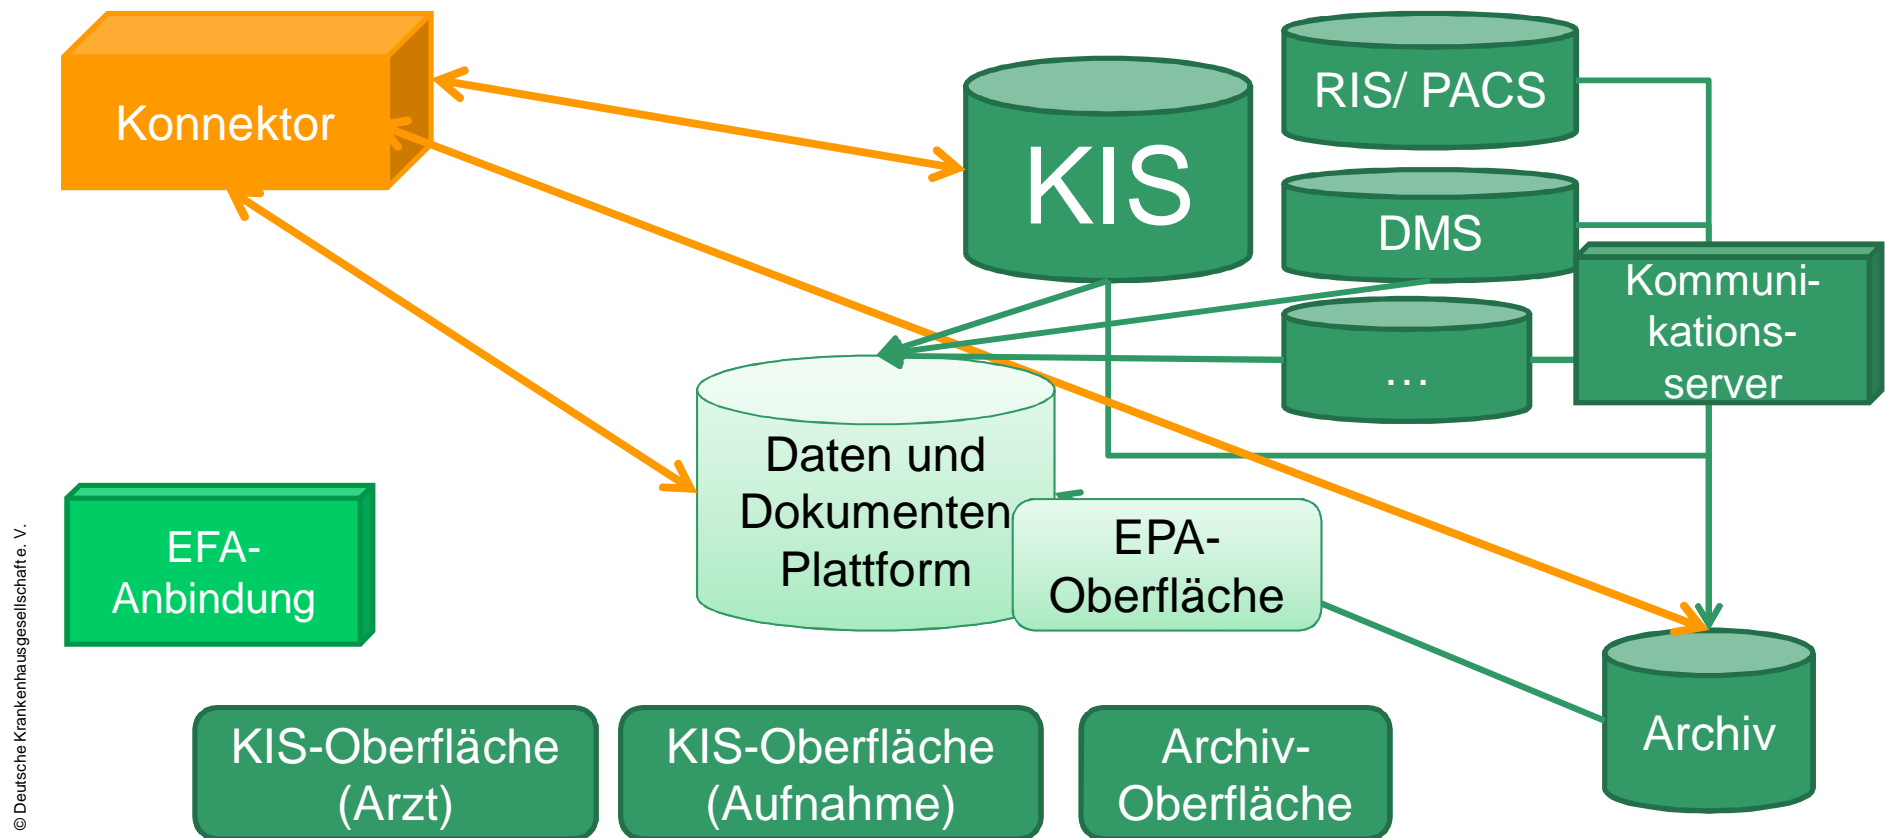 Konnektor
KIS
RIS/ PACS
DMS
Kommuni-
kations-
server
…
Daten und
Dokumenten
Plattform
EPA-
Oberfläche
EFA-
Anbindung
Archiv
KIS-Oberfläche
(Arzt)
KIS-Oberfläche
(Aufnahme)
Archiv-
Oberfläche
© Deutsche Krankenhausgesellschaft e. V.